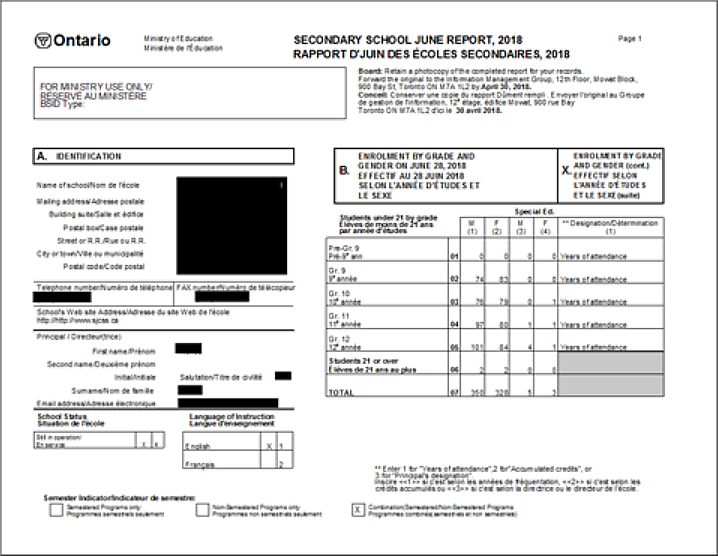 Ontario
Ministry of Education
Ministère de l'Éducation
SECONDARY SCHOOL JUNE REPORT, 2018
RAPPORT D'JUIN DES ÉCOLES SECONDAIRES, 2018
Page 1
FOR MINISTRY USE ONLY/
RÉSERVÉ AU MINISTÈRE
BSID Type:
Board: Retain a photocopy of the completed report for your records.
Forward the original to the Information Management Group, 12th Floor, Mowat Block,
900 Bay St, Toronto ON M7A 1L2 by April 30, 2018.
Conseil: Conserver une copie du rapport Dûment rempli . Envoyer l'original au Groupe
de gestion de l'information, 12e étage, édifice Mowat, 900 rue Bay
Toronto ON M7A 1L2 d'ici le 30 avril 2018.
A. IDENTIFICATION
Name of school/Nom de l'école
Mailing address/Adresse postale
Building suite/Salle et édifice
Postal box/Case postale
Street or R.R./Rue ou R.R.
City or town/Ville ou municipalité
Postal code/Code postal
Telephone number/Numéro de téléphone
FAX number/Numéro de télécopieur
School's Web site Address/Adresse du site Web de l'école
http://http://www.sjcss.ca
Principal / Directeur(trice)
First name/Prénom
Second name/Deuxième prénom
Initial/Initiale
Salutation/Titre de civilité
Surname/Nom de famille
Email address/Adresse électronique
School Status
Situation de l'école
Still in operation/
En service
X
Language of Instruction
Langue d'enseignement
English X 1
Français 2
B. ENROLMENT BY GRADE AND
GENDER ON JUNE 28, 2018
EFFECTIF AU 28 JUIN 2018
SELON L'ANNÉE D'ÉTUDES ET
LE SEXE
X. ENROLMENT BY GRADE
AND GENDER (cont.)
EFFECTIF SELON
L'ANNÉE D'ÉTUDES
ET LE SEXE (suite)
Special Ed.
Students under 21 by grade
Élèves de moins de 21 ans
par année d'études
M (1) F (2) M (3) F (4)
** Designation/Détermination
(1)
Pre-Gr. 9
Pré-9e ann 01 0 0 0 0 Years of attendance
Gr. 9
9e année 02 74 83 0 0 Years of attendance
Gr. 10
10e année 03 76 79 0 1 Years of attendance
Gr. 11
11e année 04 97 80 1 1 Years of attendance
Gr. 12
12e année 05 101 84 4 1 Years of attendance
Students 21 or over
Élèves de 21 ans au plus 06 2 2 0 0
TOTAL 07 350 328 5 3
** Enter 1 for "Years of attendance",2 for"Accumulated credits", or
3 for "Principal's designation".
Inscire <<1>> si c'est selon les années de fréquentation, <<2>> si c'est selon les
crédits accumulés ou <<3>> si c'est selon la directrice ou le directeur de l'école.
Semester Indicator/Indicateur de semestre:
Semestered Programs only
Programmes semestriels seulement
Non-Semestered Programs only
Programmes non semestriels seulement
X Combination(Semestered/Non-Semestered Programs
Programmes combinés( semestriels et non semestriels)